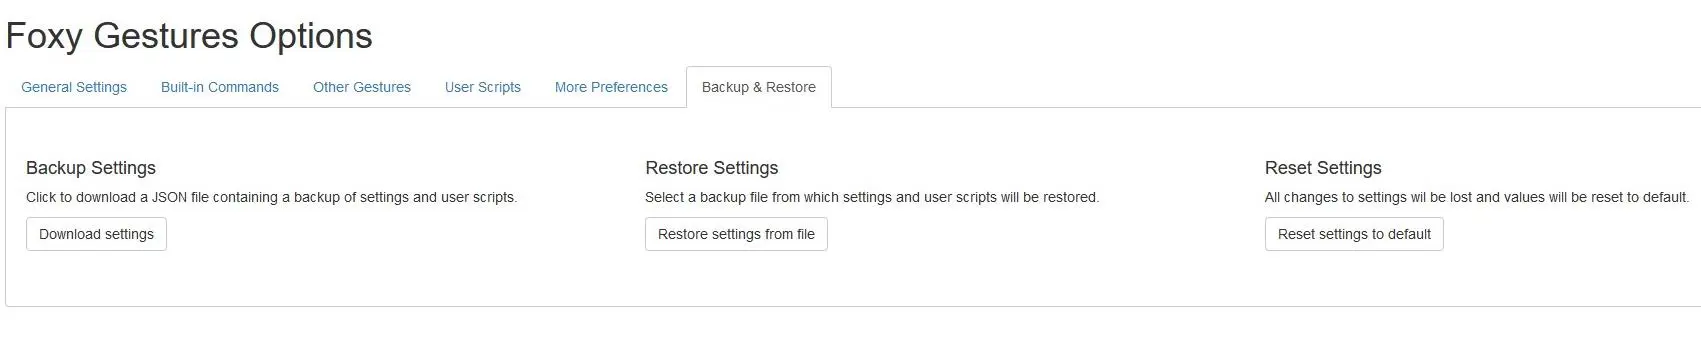 Foxy Gestures Options
General Settings Built-in Commands Other Gestures User Scripts More Preferences Backup & Restore
Backup Settings Restore Settings Reset Settings
Click to download a JSON file containing a backup of settings and user scripts. Select a backup file from which settings and user scripts will be restored. All changes to settings wil be lost and values will be reset to default.
Download settings Restore settings from file Reset settings to default